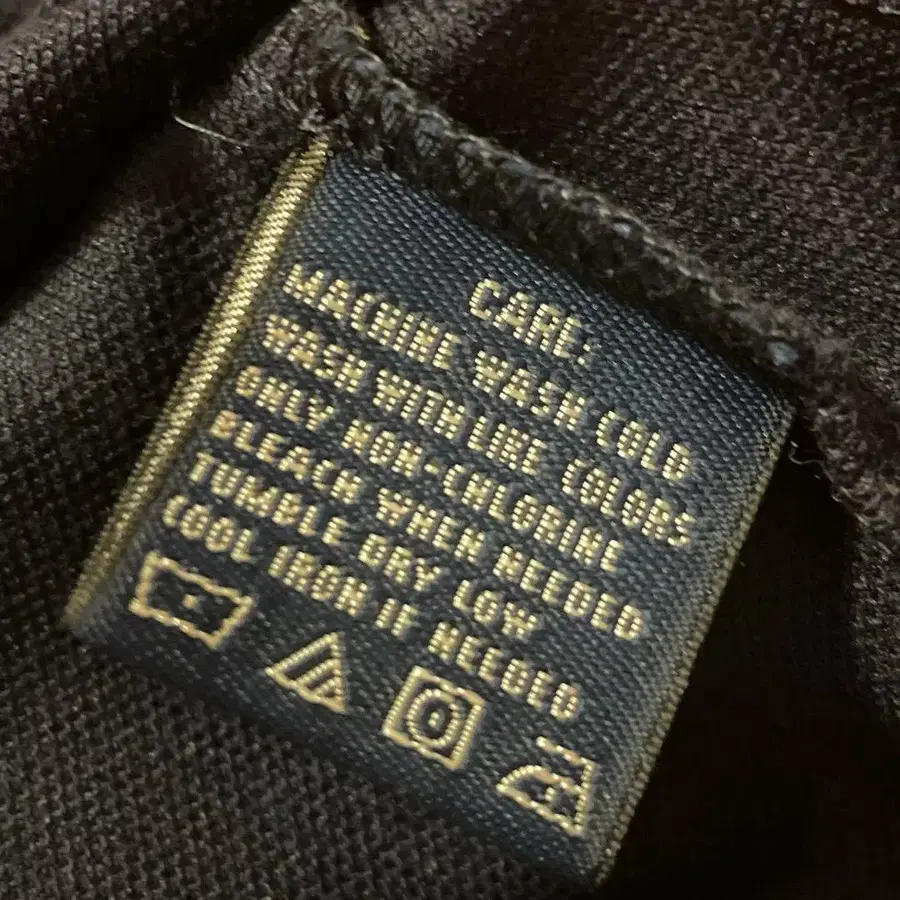 CARE:
MACHINE WASH COLD
WASH WITH LIKE COLORS
ONLY NON-CHLORINE
BLEACH WHEN NEEDED
TUMBLE DRY LOW
COOL IRON IF NEEDED